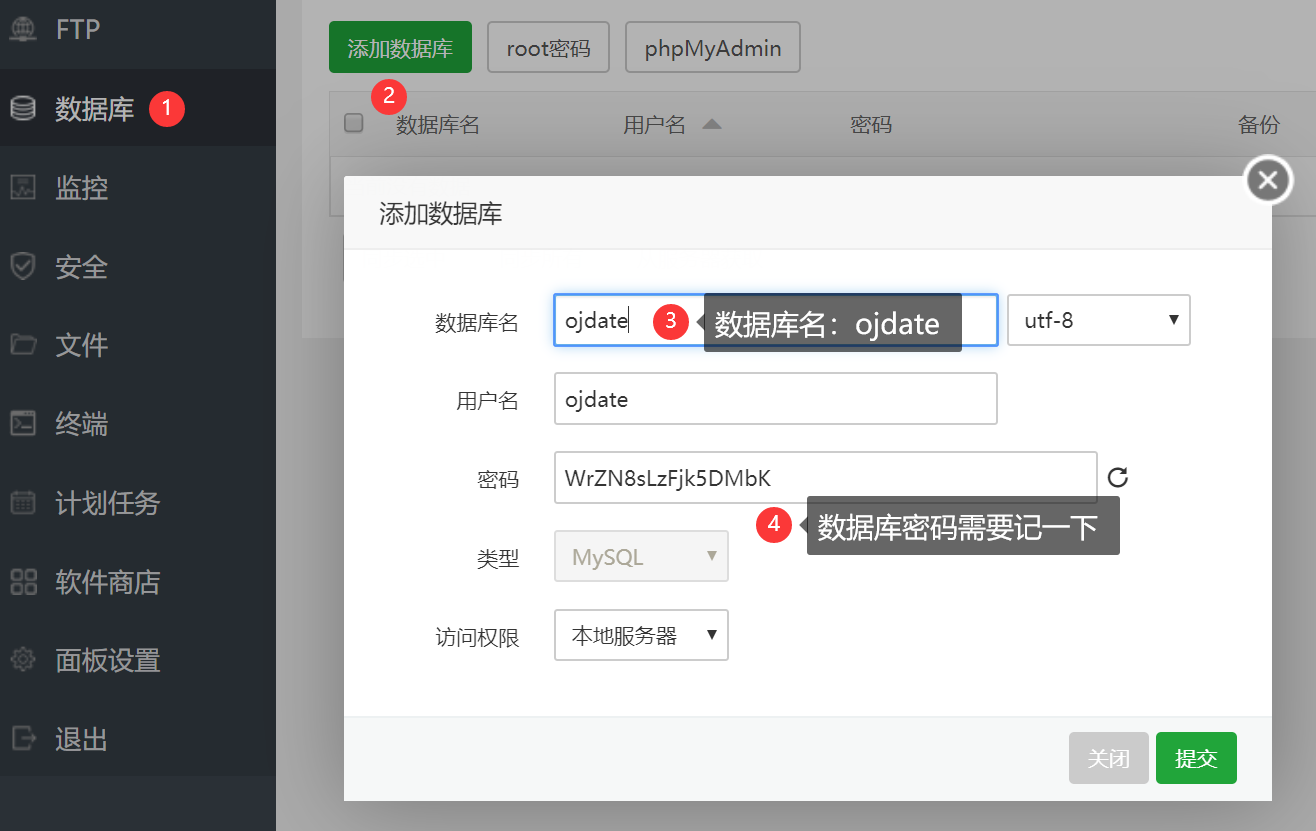 FTP
数据库 1
监控
安全
文件
终端
计划任务
软件商店
面板设置
退出
添加数据库 root密码 phpMyAdmin
2
数据库名 用户名 密码 备份
添加数据库
数据库名 ojdate 3 数据库名：ojdate utf-8
用户名 ojdate
密码 WrZN8sLzFjk5DMbK
4 数据库密码需要记一下
类型 MySQL
访问权限 本地服务器
关闭 提交